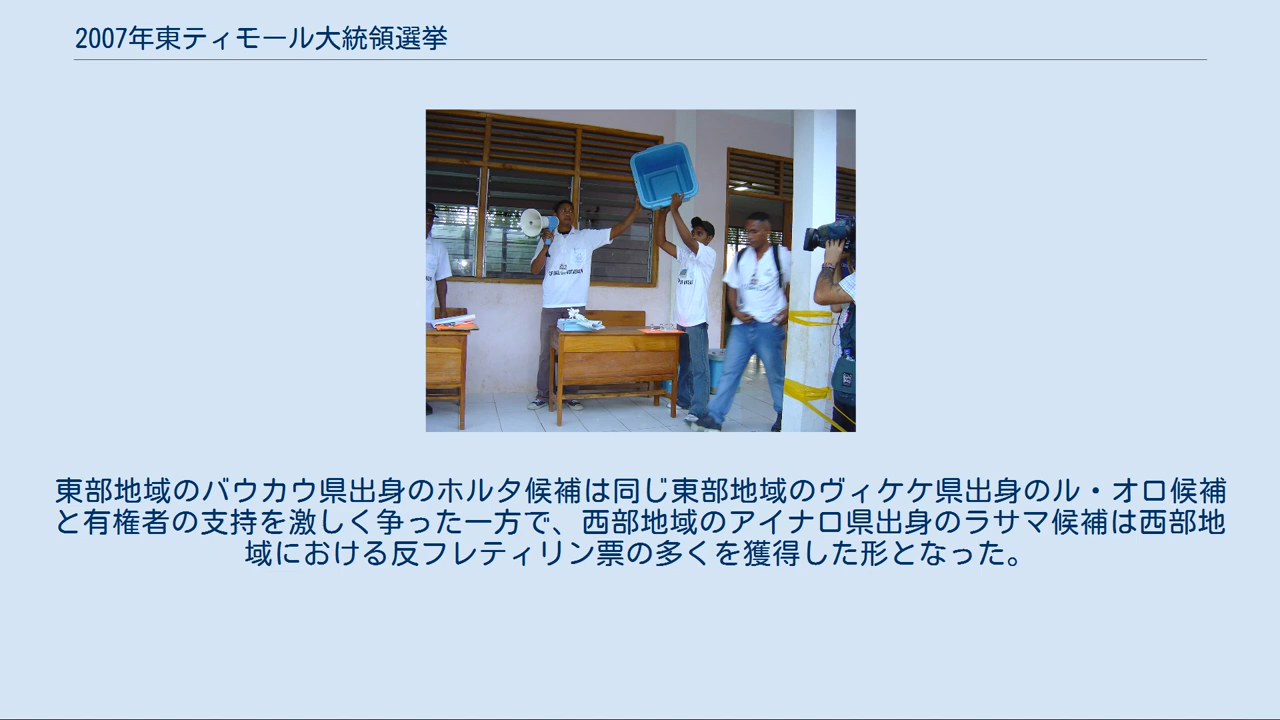 2007年東ティモール大統領選挙
東部地域のバウカウ県出身のホルタ候補は同じ東部地域のヴィケケ県出身のル・オロ候補
と有権者の支持を激しく争った一方で、西部地域のアイナロ県出身のラサマ候補は西部地
域における反フレティリン票の多くを獲得した形となった。